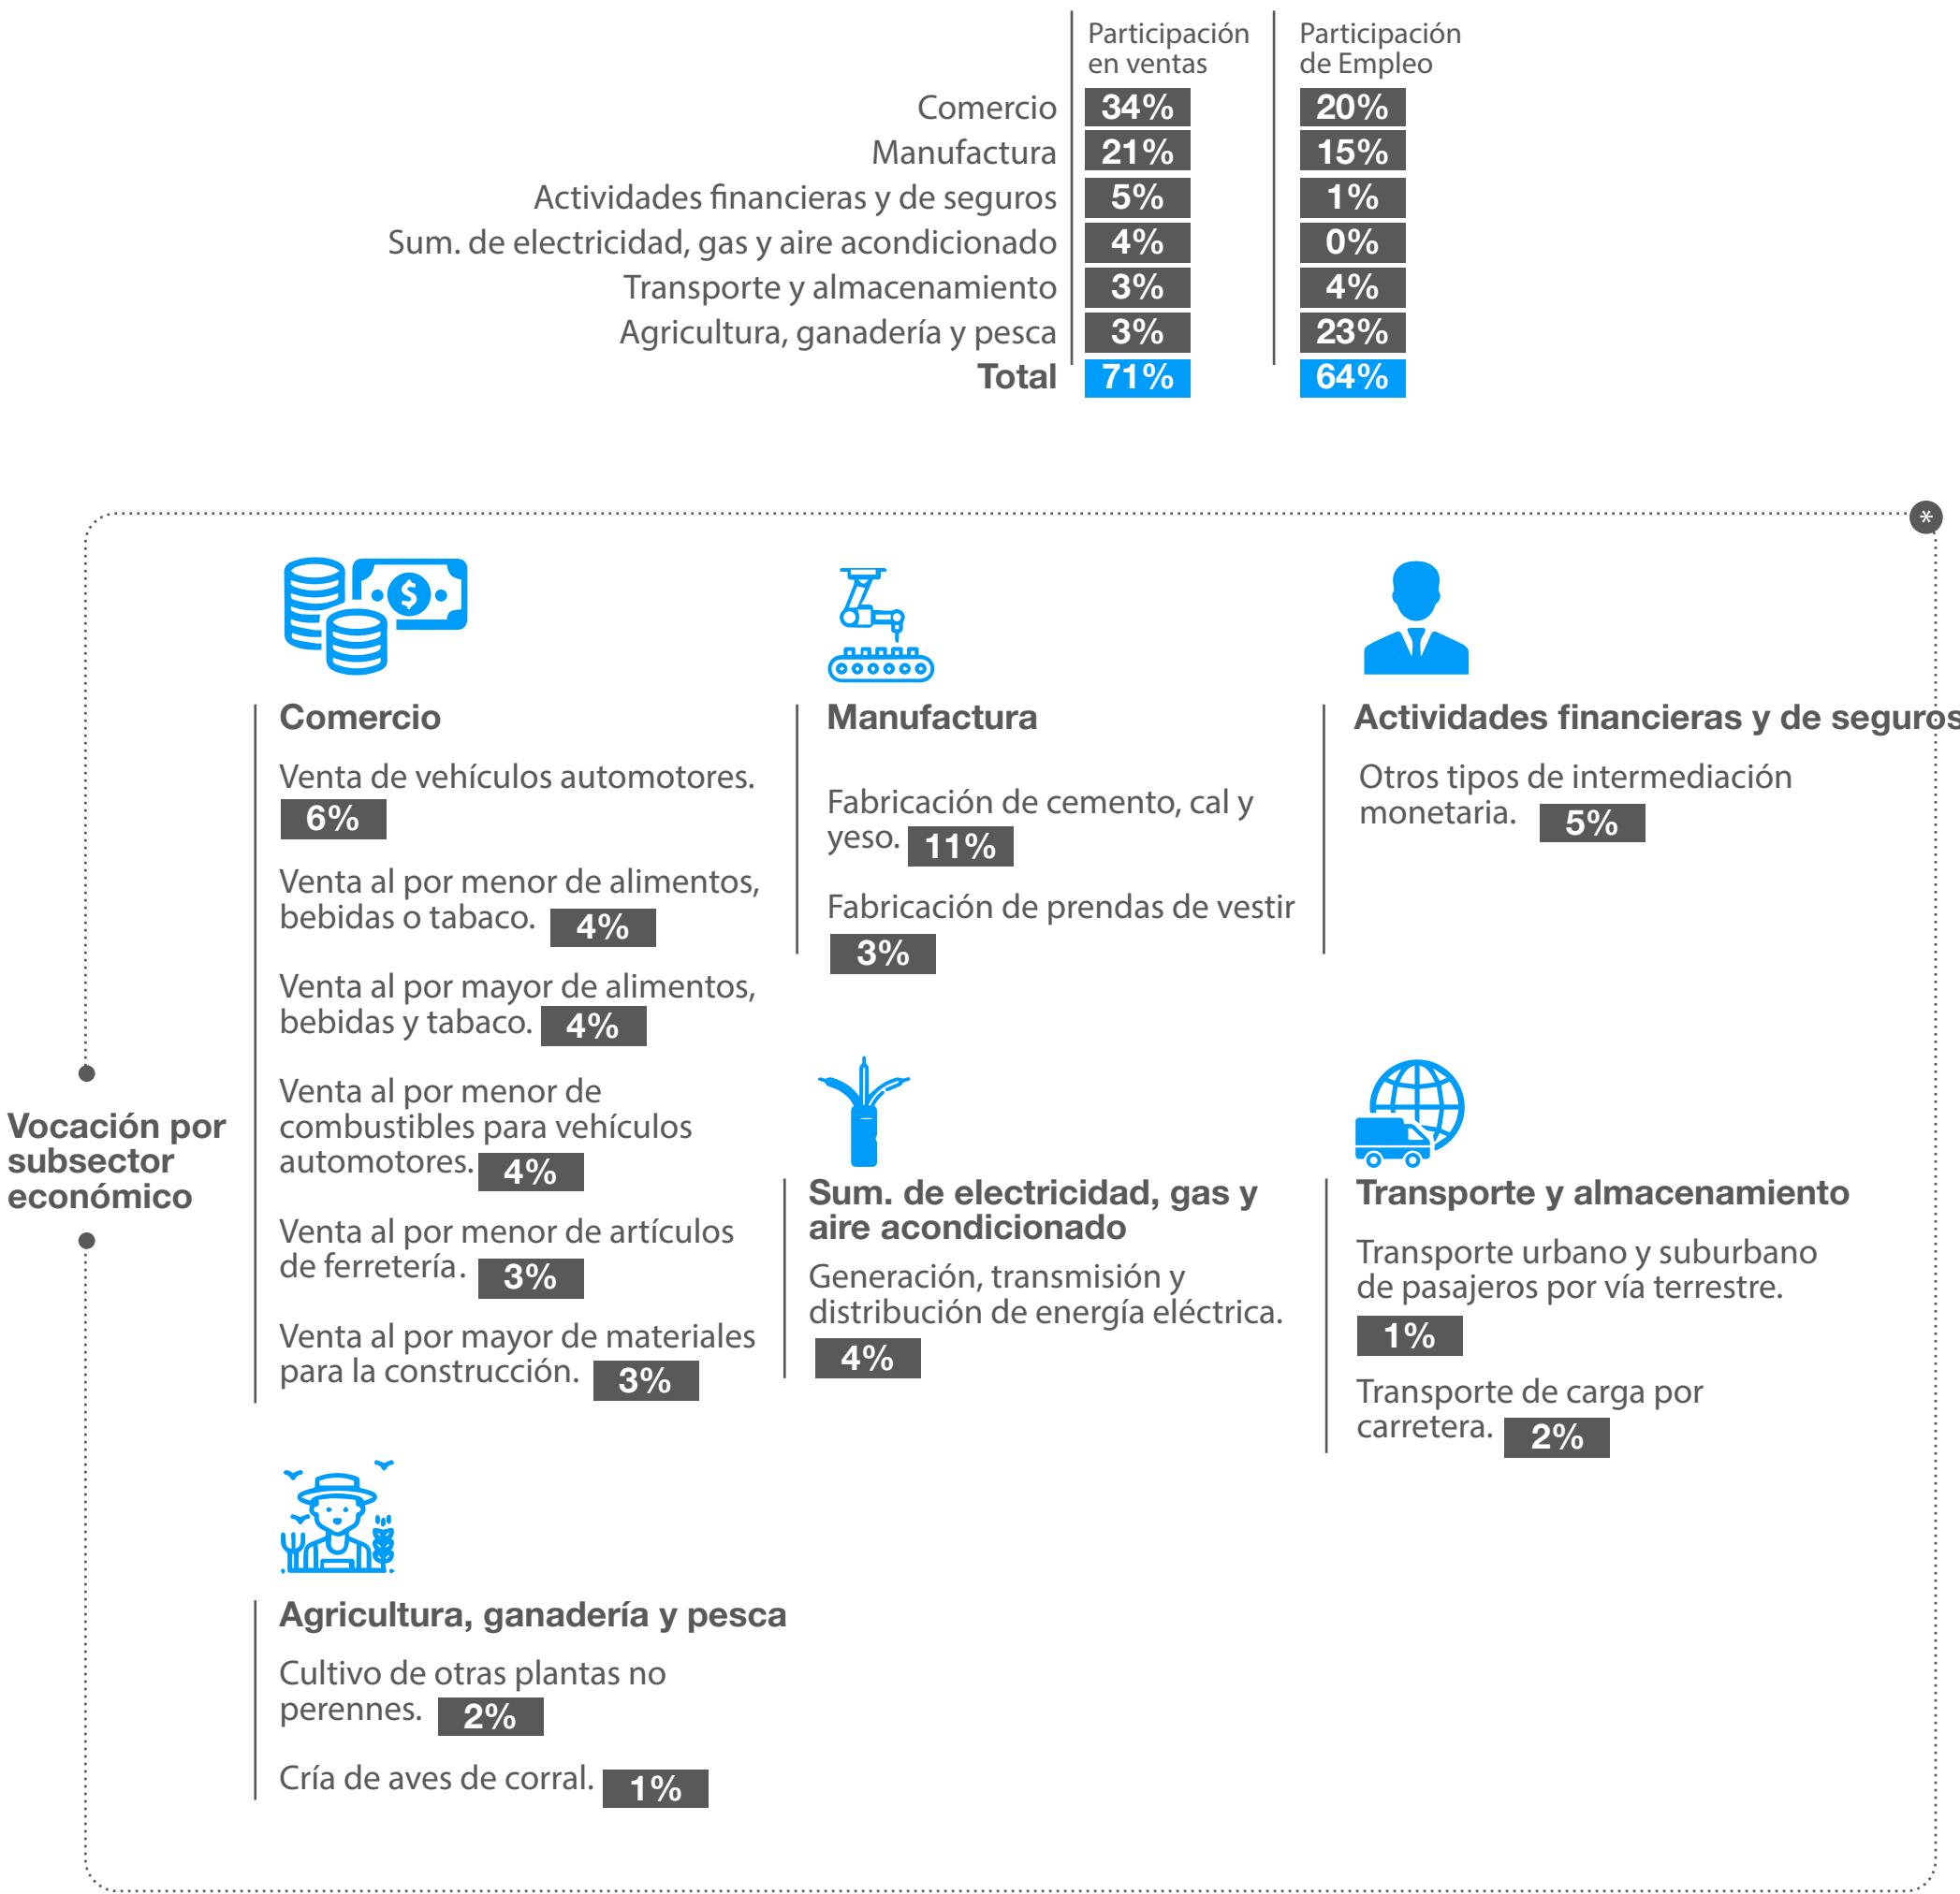 Participación
en ventas
Participación
de Empleo
Comercio 34% 20%
Manufactura 21% 15%
Actividades financieras y de seguros 5% 1%
Sum. de electricidad, gas y aire acondicionado 4% 0%
Transporte y almacenamiento 3% 4%
Agricultura, ganadería y pesca 3% 23%
Total 71% 64%
*
Vocación por
subsector
económico
$
Comercio
Venta de vehículos automotores.
6%
Venta al por menor de alimentos,
bebidas o tabaco. 4%
Venta al por mayor de alimentos,
bebidas y tabaco. 4%
Venta al por menor de
combustibles para vehículos
automotores. 4%
Venta al por menor de artículos
de ferretería. 3%
Venta al por mayor de materiales
para la construcción. 3%
Manufactura
Fabricación de cemento, cal y
yeso. 11%
Fabricación de prendas de vestir
3%
Actividades financieras y de seguros
Otros tipos de intermediación
monetaria. 5%
Sum. de electricidad, gas y
aire acondicionado
Generación, transmisión y
distribución de energía eléctrica.
4%
Transporte y almacenamiento
Transporte urbano y suburbano
de pasajeros por vía terrestre.
1%
Transporte de carga por
carretera. 2%
Agricultura, ganadería y pesca
Cultivo de otras plantas no
perennes. 2%
Cría de aves de corral. 1%